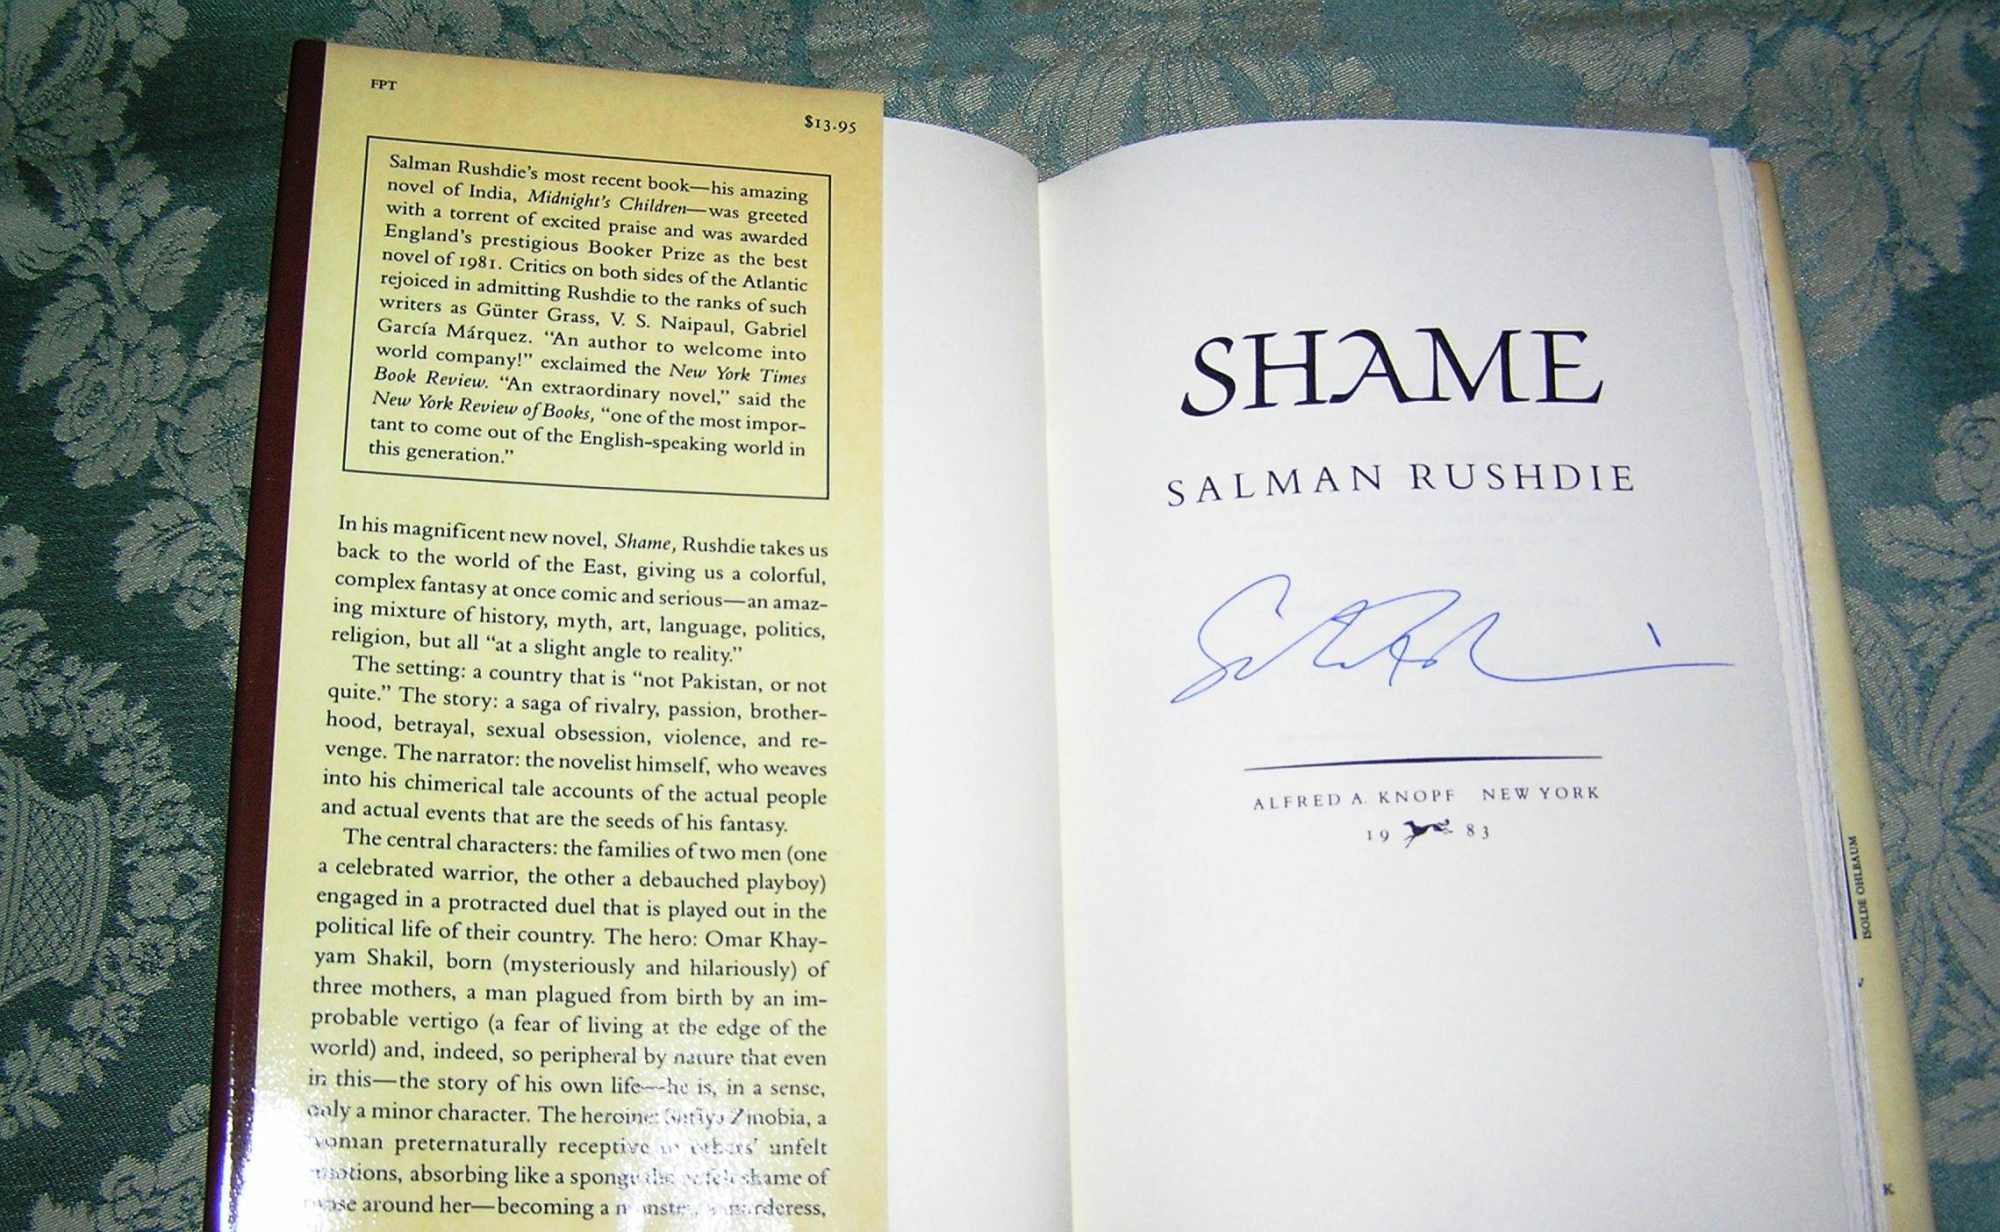 FPT
$13.95
Salman Rushdie's most recent book—his amazing
novel of India, Midnight's Children—was greeted
with a torrent of excited praise and was awarded
England's prestigious Booker Prize as the best
novel of 1981. Critics on both sides of the Atlantic
rejoiced in admitting Rushdie to the ranks of such
writers as Günter Grass, V. S. Naipaul, Gabriel
García Márquez. "An author to welcome into
world company!" exclaimed the New York Times
Book Review. "An extraordinary novel," said the
New York Review of Books, "one of the most impor-
tant to come out of the English-speaking world in
this generation."
In his magnificent new novel, Shame, Rushdie takes us
back to the world of the East, giving us a colorful,
complex fantasy at once comic and serious—an amaz-
ing mixture of history, myth, art, language, politics,
religion, but all "at a slight angle to reality."
The setting: a country that is "not Pakistan, or not
quite." The story: a saga of rivalry, passion, brother-
hood, betrayal, sexual obsession, violence, and re-
venge. The narrator: the novelist himself, who weaves
into his chimerical tale accounts of the actual people
and actual events that are the seeds of his fantasy.
The central characters: the families of two men (one
a celebrated warrior, the other a debauched playboy)
engaged in a protracted duel that is played out in the
political life of their country. The hero: Omar Khay-
yam Shakil, born (mysteriously and hilariously) of
three mothers, a man plagued from birth by an im-
probable vertigo (a fear of living at the edge of the
world) and, indeed, so peripheral by nature that even
in this—the story of his own life—he is, in a sense,
only a minor character. The heroine: Sufiya Zinobia, a
woman preternaturally receptive to others' unfelt
emotions, absorbing like a sponge the unfelt shame of
those around her—becoming a monster, a murderess,
SHAME
SALMAN RUSHDIE
ALFRED A. KNOPF NEW YORK
19 83
ISOLDE OHLBAUM
K